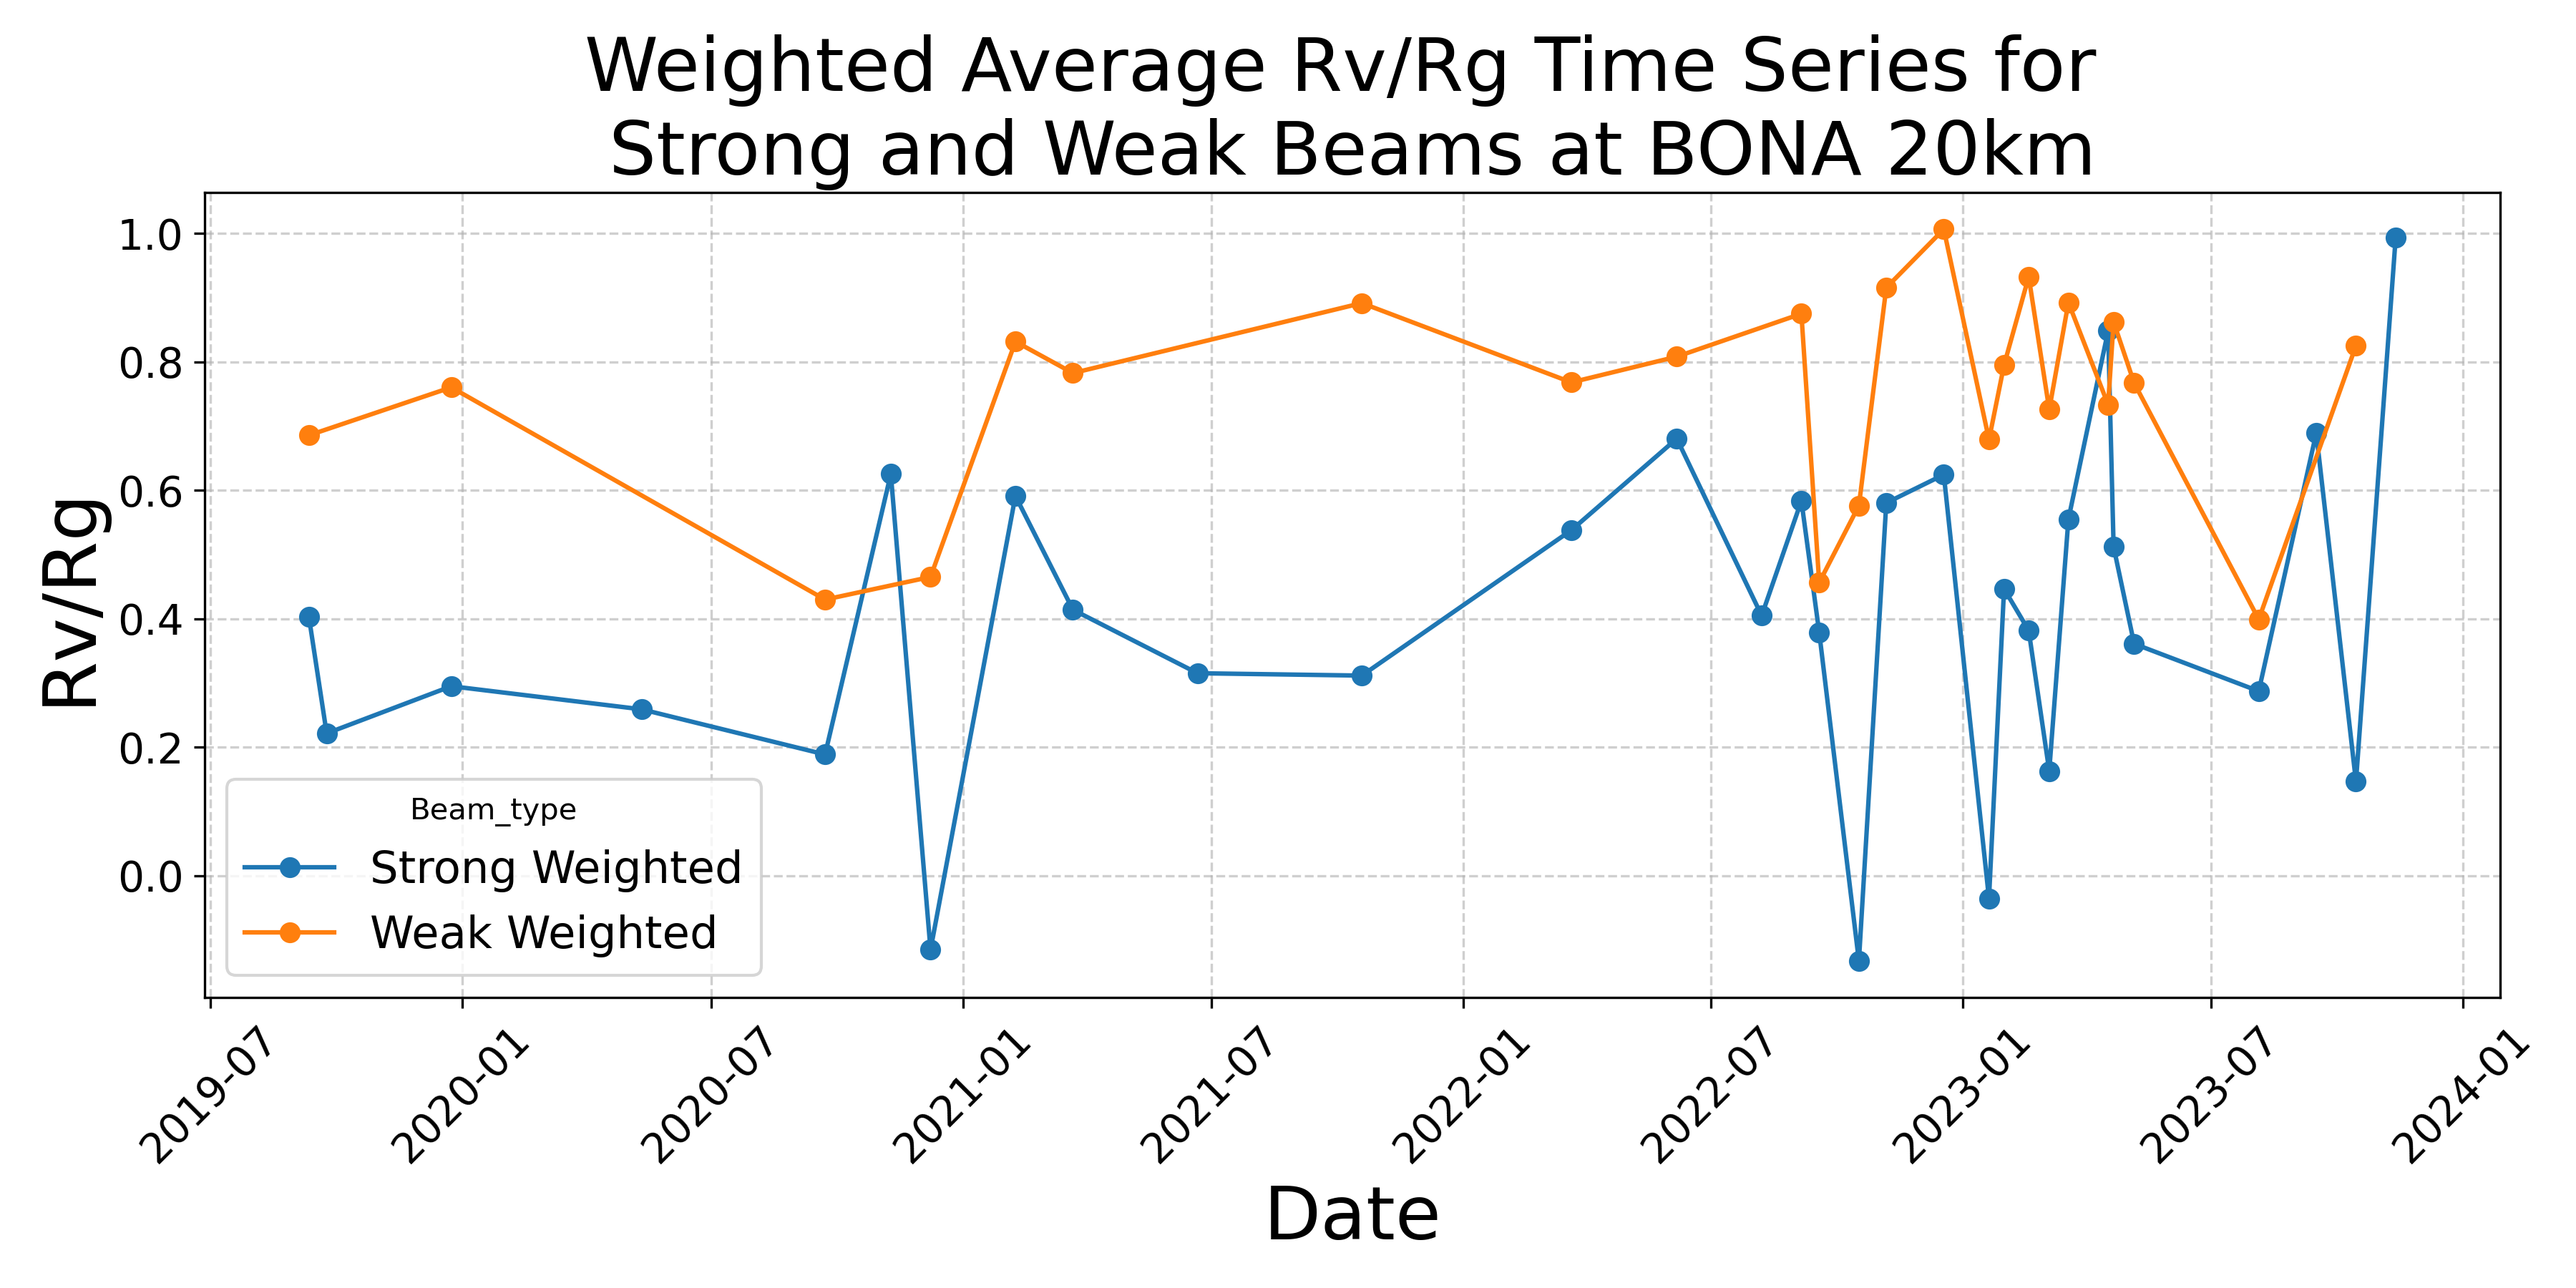 Weighted Average Rv/Rg Time Series for
Strong and Weak Beams at BONA 20km
Rv/Rg
1.0
0.8
0.6
0.4
0.2
0.0
Beam_type
Strong Weighted
Weak Weighted
2019-07
2020-01
2020-07
2021-01
2021-07
2022-01
2022-07
2023-01
2023-07
2024-01
Date